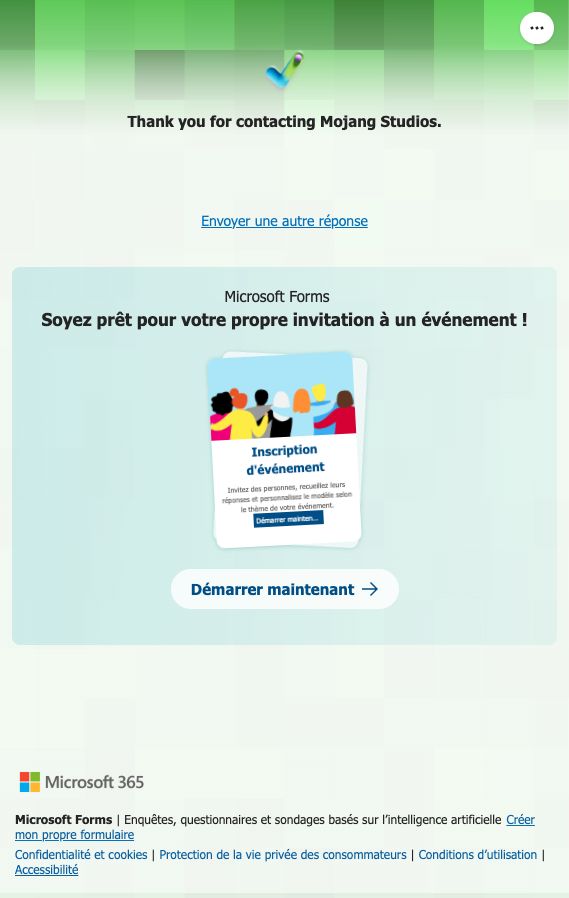 Thank you for contacting Mojang Studios.
Envoyer une autre réponse
Microsoft Forms
Soyez prêt pour votre propre invitation à un événement !
Inscription
d'événement
Invitez des personnes, recueillez leurs
réponses et personnalisez le modèle selon
le thème de votre événement.
Démarrer mainten...
Démarrer maintenant
Microsoft 365
Microsoft Forms | Enquêtes, questionnaires et sondages basés sur l’intelligence artificielle Créer
mon propre formulaire
Confidentialité et cookies | Protection de la vie privée des consommateurs | Conditions d’utilisation |
Accessibilité